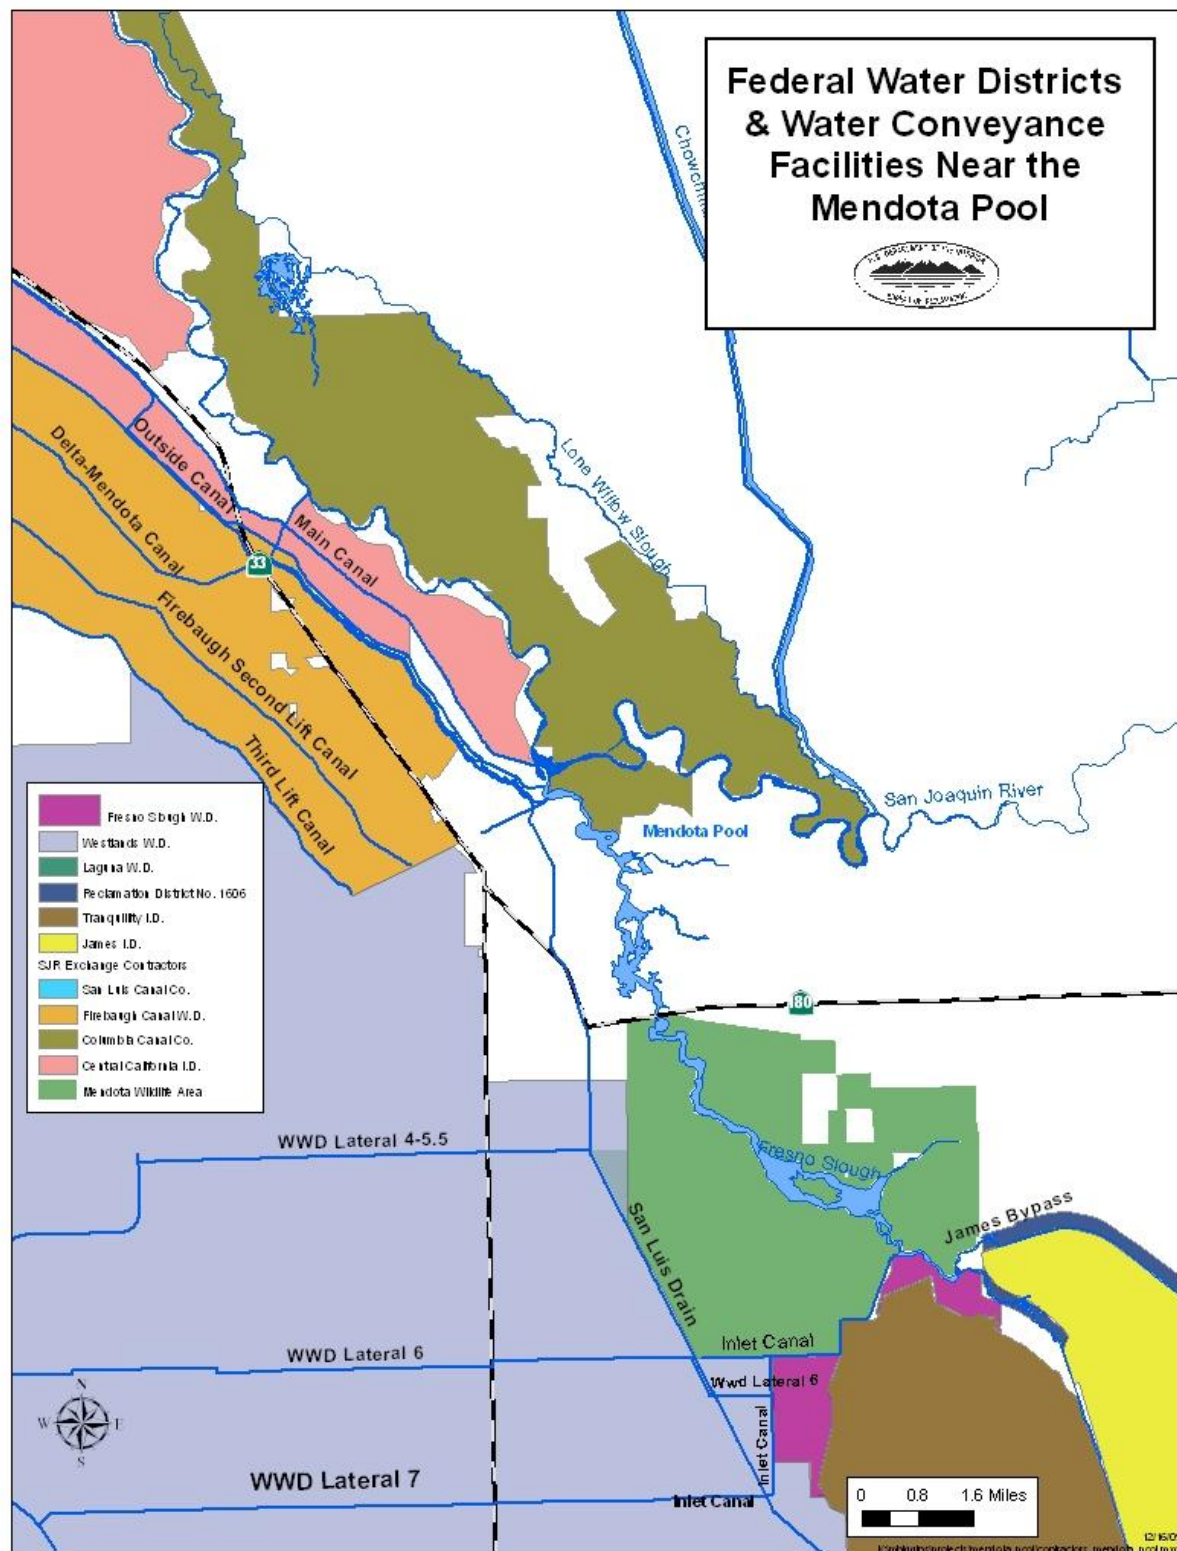 Federal Water Districts
& Water Conveyance
Facilities Near the
Mendota Pool
Outside Canal
Delta-Mendota Canal
Main Canal
33
Firebaugh Second Lift Canal
Third Lift Canal
Lone Willow Slough
San Joaquin River
Mendota Pool
Fresno Slough W.D.
Westlands W.D.
Laguna W.D.
Reclamation District No. 1606
Tranquility I.D.
James I.D.
SJR Exchange Contractors
San Luis Canal Co.
Firebaugh Canal W.D.
Columbia Canal Co.
Central California I.D.
Mendota Wildlife Area
180
WWD Lateral 4-5.5
Fresno Slough
James Bypass
San Luis Drain
Inlet Canal
WWD Lateral 6
Wwd Lateral 6
Inlet Canal
N
W
E
S
WWD Lateral 7
Inlet Canal
0 0.8 1.6 Miles